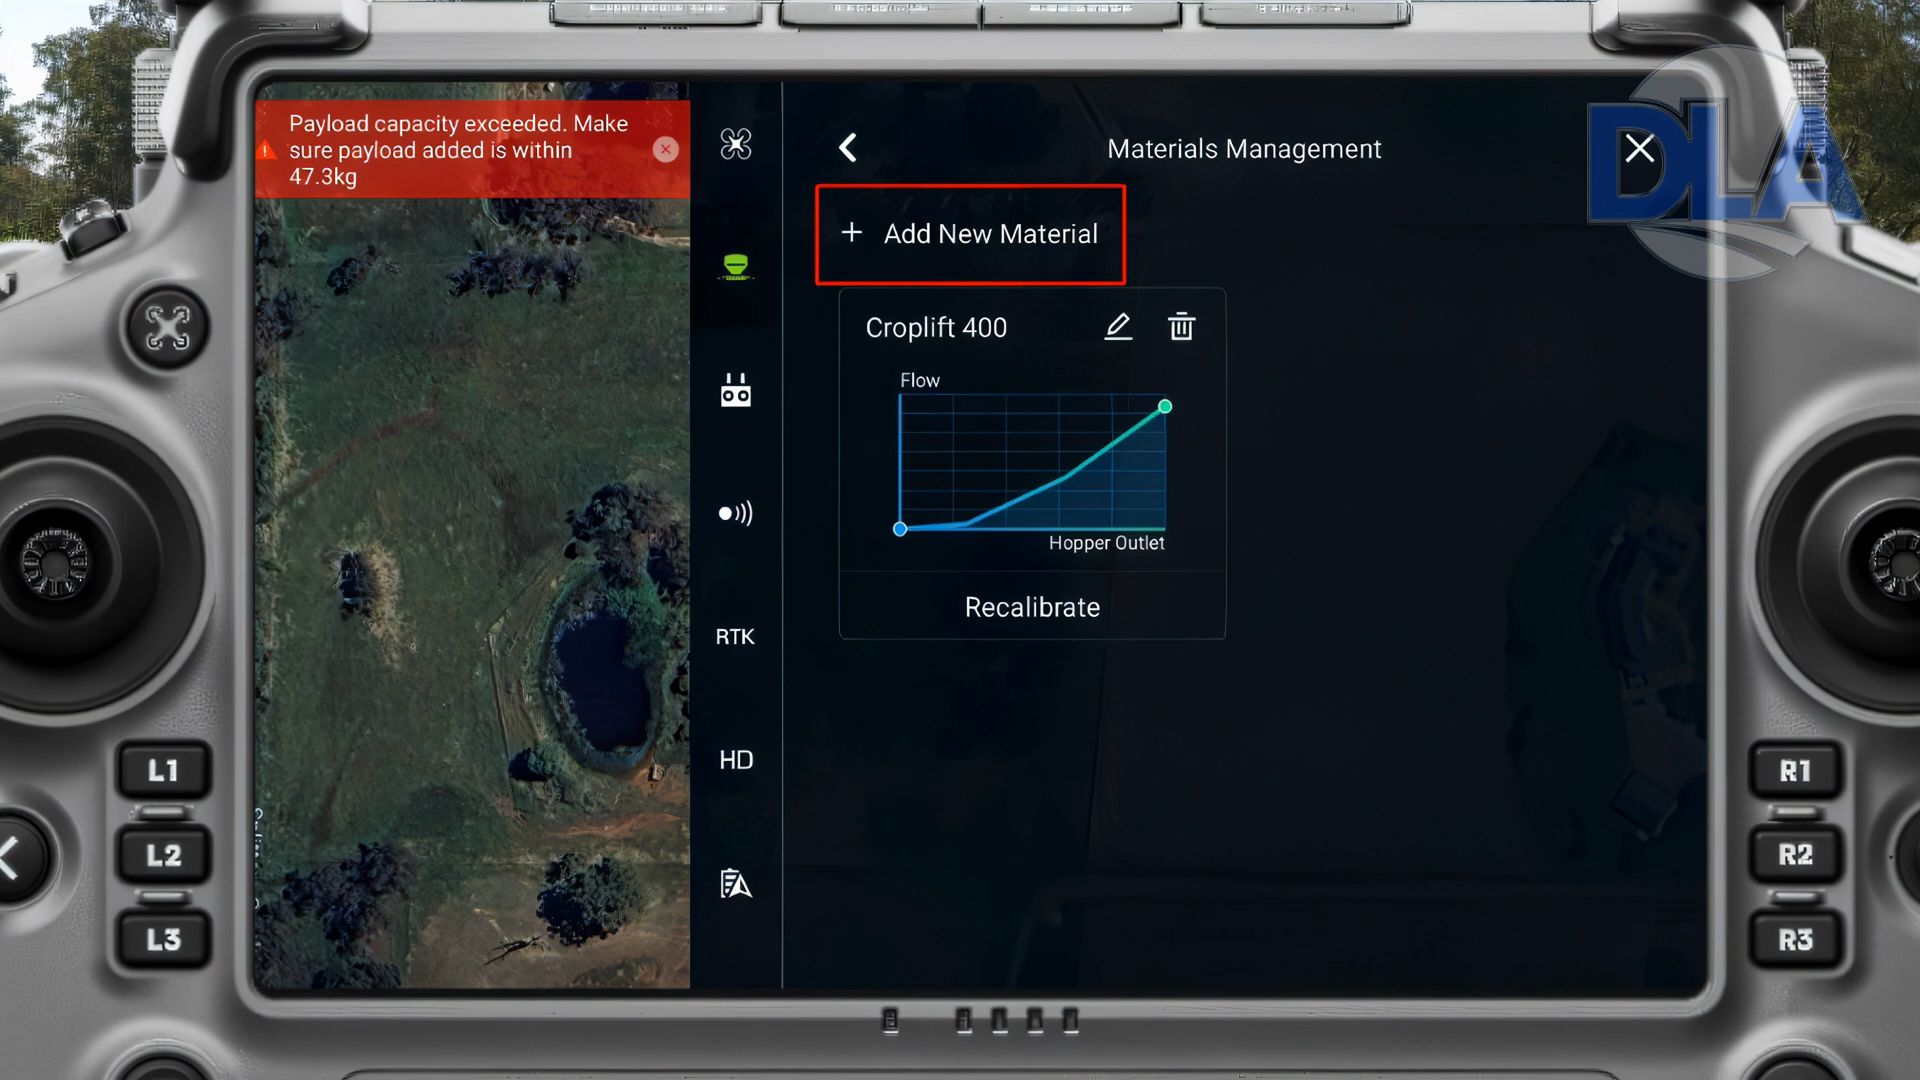 Payload capacity exceeded. Make
sure payload added is within
47.3kg
Materials Management
DLA
+ Add New Material
Croplift 400
Flow
Hopper Outlet
Recalibrate
RTK
HD
L1
L2
L3
R1
R2
R3